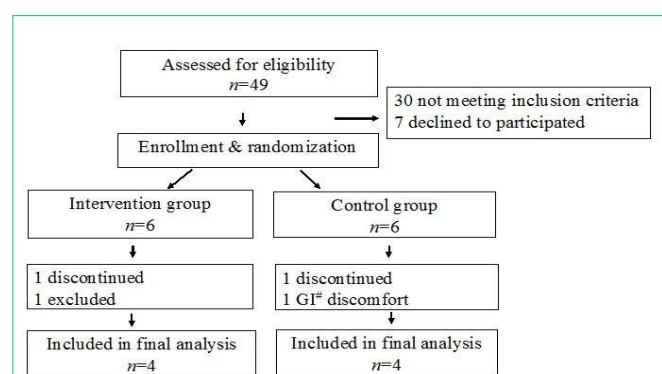 Assessed for eligibility
n=49
30 not meeting inclusion criteria
7 declined to participated
Enrollment & randomization
Intervention group
n=6
Control group
n=6
1 discontinued
1 excluded
1 discontinued
1 GI# discomfort
Included in final analysis
n=4
Included in final analysis
n=4